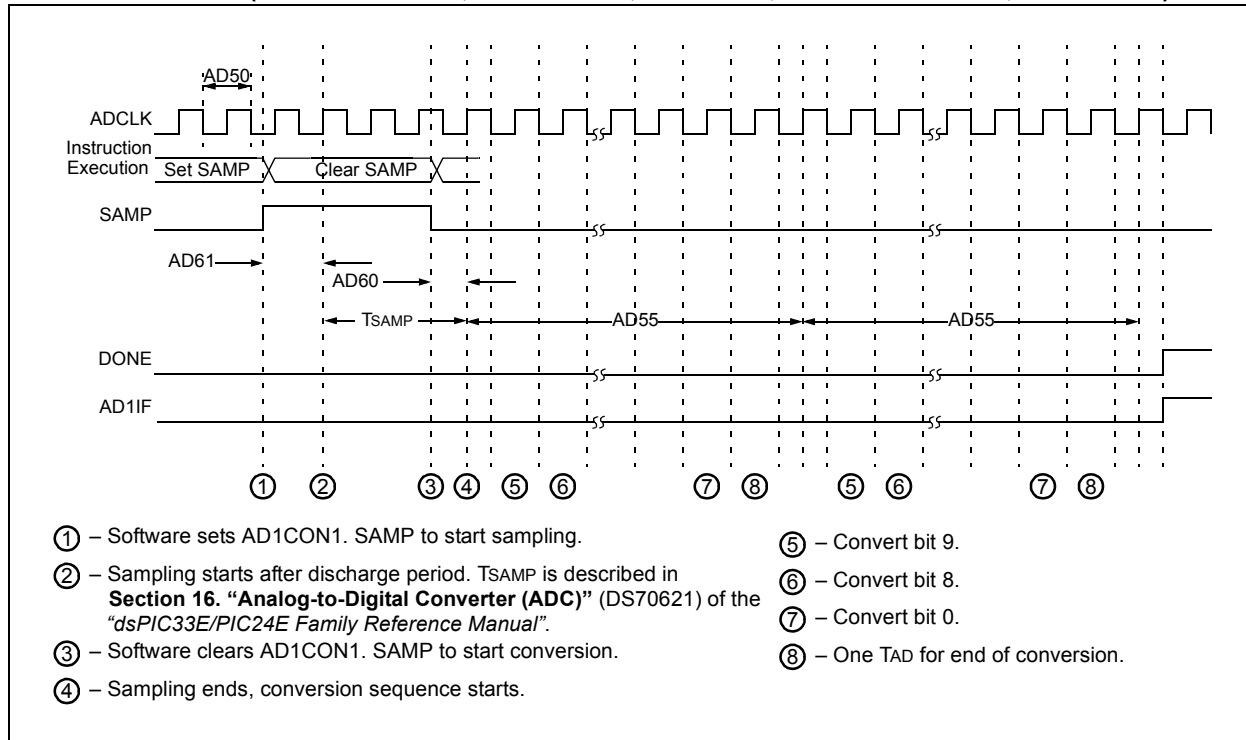 AD50
ADCLK
Instruction
Execution
Set SAMP
Clear SAMP
SAMP
AD61
AD60
TSAMP
AD55
AD55
DONE
AD1IF
1 2 3 4 5 6 7 8 5 6 7 8
1 – Software sets AD1CON1. SAMP to start sampling.
2 – Sampling starts after discharge period. TSAMP is described in
Section 16. “Analog-to-Digital Converter (ADC)” (DS70621) of the
“dsPIC33E/PIC24E Family Reference Manual”.
3 – Software clears AD1CON1. SAMP to start conversion.
4 – Sampling ends, conversion sequence starts.
5 – Convert bit 9.
6 – Convert bit 8.
7 – Convert bit 0.
8 – One TAD for end of conversion.